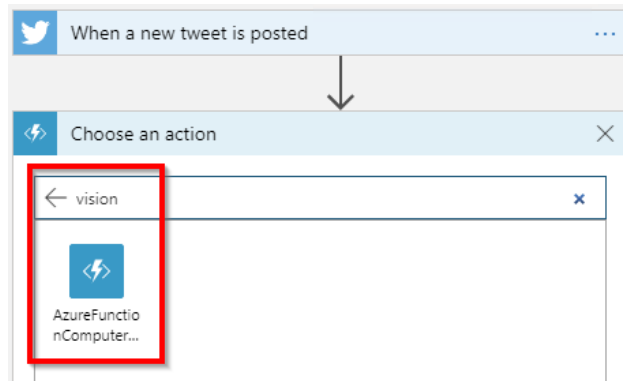 When a new tweet is posted
Choose an action
vision
AzureFunctio
nComputer...